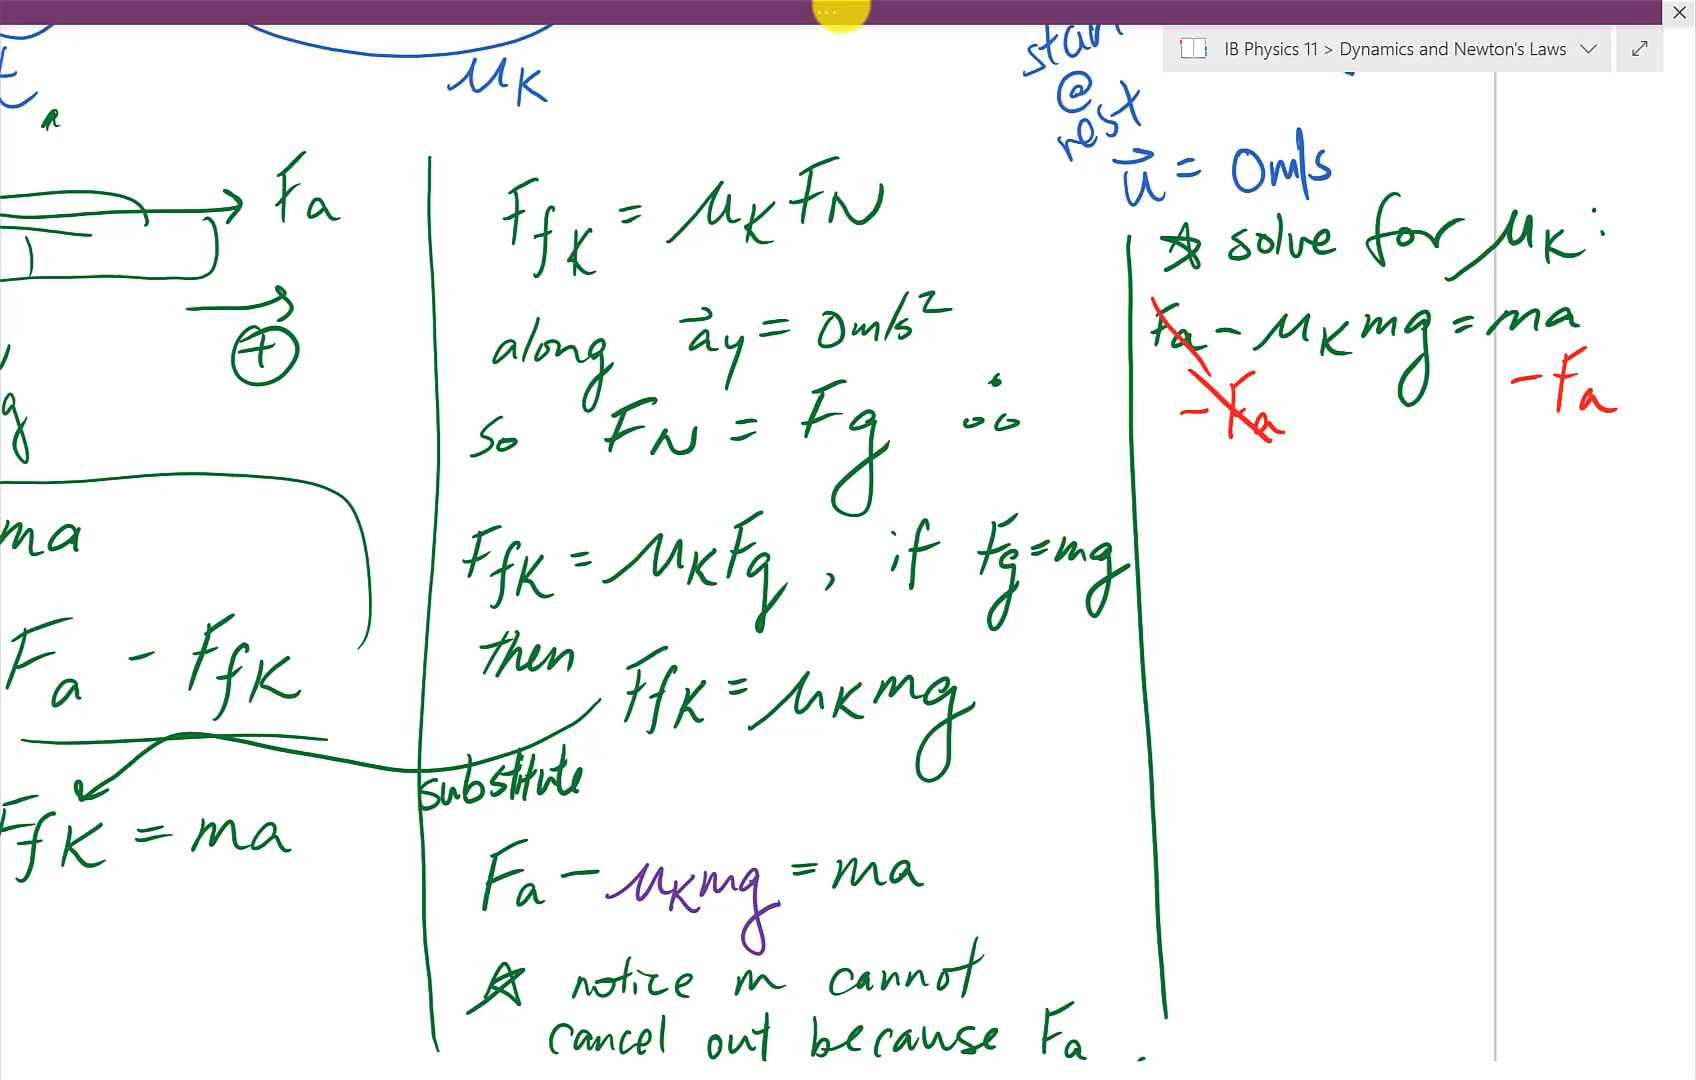 IB Physics 11 > Dynamics and Newton's Laws
μK
start
@
rest
u⃗ = 0m/s
Fa
+
g
ma
Fa - FfK
FfK = ma
FfK = μK FN
along a⃗y = 0m/s²
so FN = Fg ∴
FfK = μK Fg, if Fg = mg
then FfK = μK mg
substitute
Fa - μK mg = ma
☆ notice m cannot
cancel out because Fa .
☆ solve for μK:
Fa - μK mg = ma
- Fa - Fa